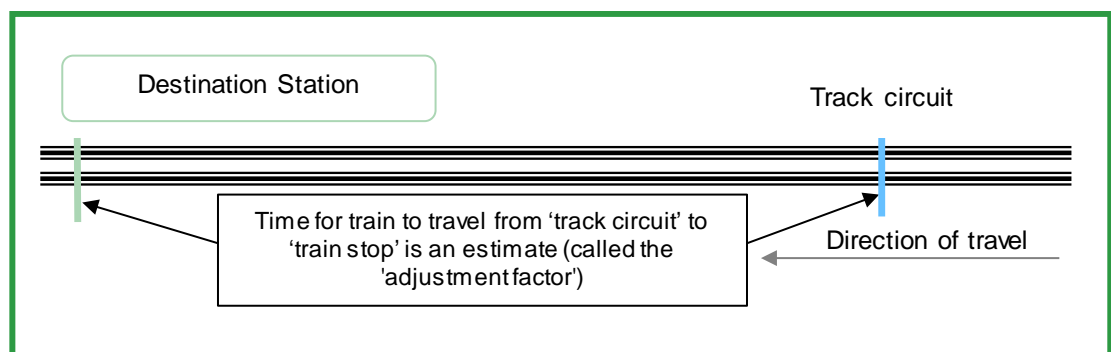 Destination Station
Track circuit
Time for train to travel from ‘track circuit’ to
‘train stop’ is an estimate (called the
'adjustment factor')
Direction of travel